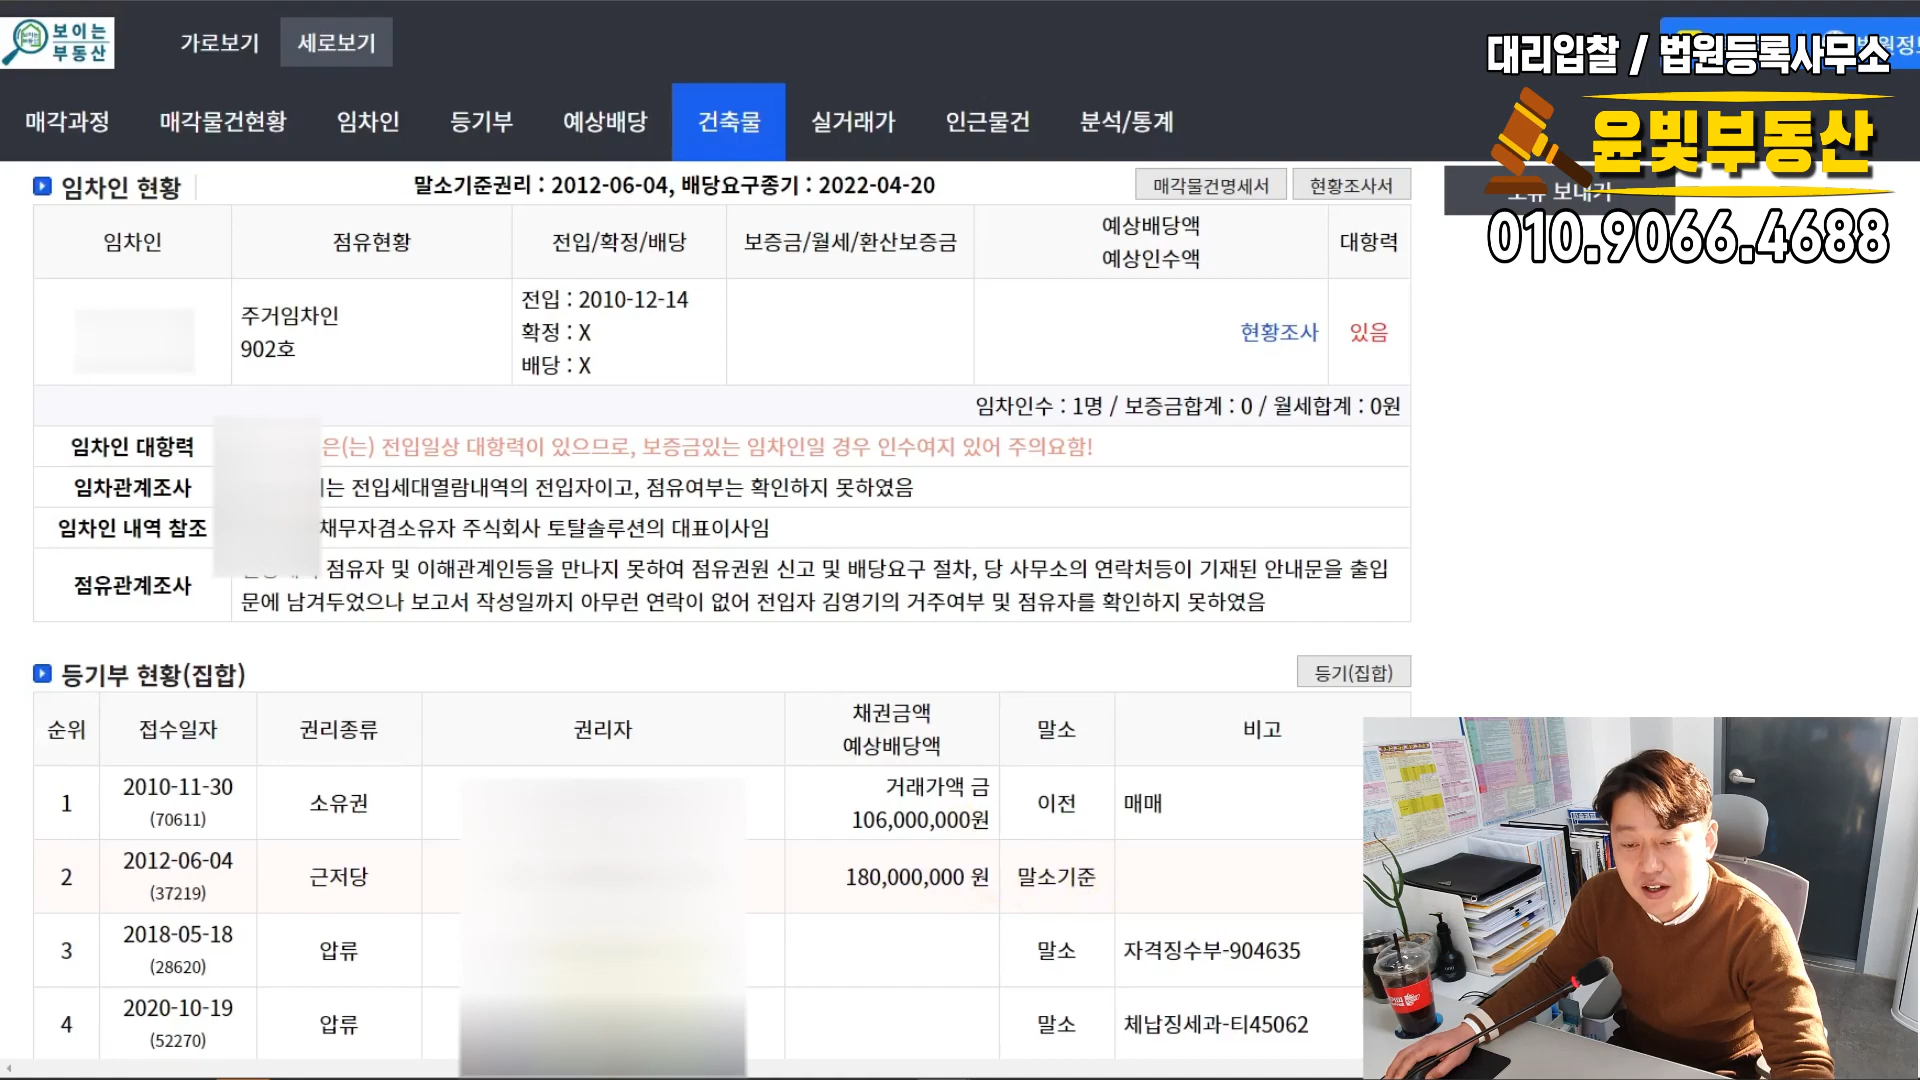 보이는
부동산
가로보기
세로보기
대리입찰 / 법원등록사무소
매각과정
매각물건현황
임차인
등기부
예상배당
건축물
실거래가
인근물건
분석/통계
윤빛부동산
010.9066.4688
임차인 현황
말소기준권리 : 2012-06-04, 배당요구종기 : 2022-04-20
매각물건명세서
현황조사서
임차인
점유현황
전입/확정/배당
보증금/월세/환산보증금
예상배당액
예상인수액
대항력
주거임차인
902호
전입 : 2010-12-14
확정 : X
배당 : X
현황조사
있음
임차인수 : 1명 / 보증금합계 : 0 / 월세합계 : 0원
임차인 대항력
은(는) 전입일상 대항력이 있으므로, 보증금있는 임차인일 경우 인수여지 있어 주의요함!
임차관계조사
는 전입세대열람내역의 전입자이고, 점유여부는 확인하지 못하였음
임차인 내역 참조
채무자겸소유자 주식회사 토탈솔루션의 대표이사임
점유관계조사
점유자 및 이해관계인등을 만나지 못하여 점유권원 신고 및 배당요구 절차, 당 사무소의 연락처등이 기재된 안내문을 출입
문에 남겨두었으나 보고서 작성일까지 아무런 연락이 없어 전입자 김영기의 거주여부 및 점유자를 확인하지 못하였음
등기부 현황(집합)
등기(집합)
순위
접수일자
권리종류
권리자
채권금액
예상배당액
말소
비고
1
2010-11-30
(70611)
소유권
거래가액 금
106,000,000원
이전
매매
2
2012-06-04
(37219)
근저당
180,000,000 원
말소기준
3
2018-05-18
(28620)
압류
말소
자격징수부-904635
4
2020-10-19
(52270)
압류
말소
체납징세과-티45062